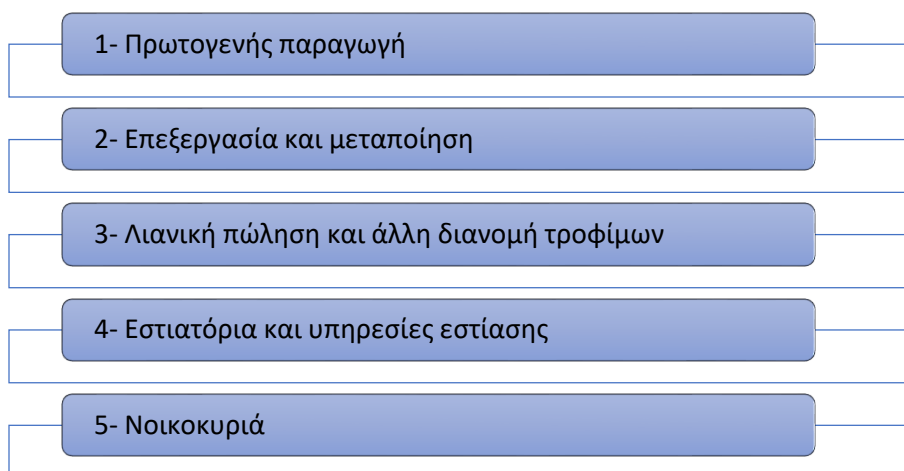 1- Πρωτογενής παραγωγή
2- Επεξεργασία και μεταποίηση
3- Λιανική πώληση και άλλη διανομή τροφίμων
4- Εστιατόρια και υπηρεσίες εστίασης
5- Νοικοκυριά